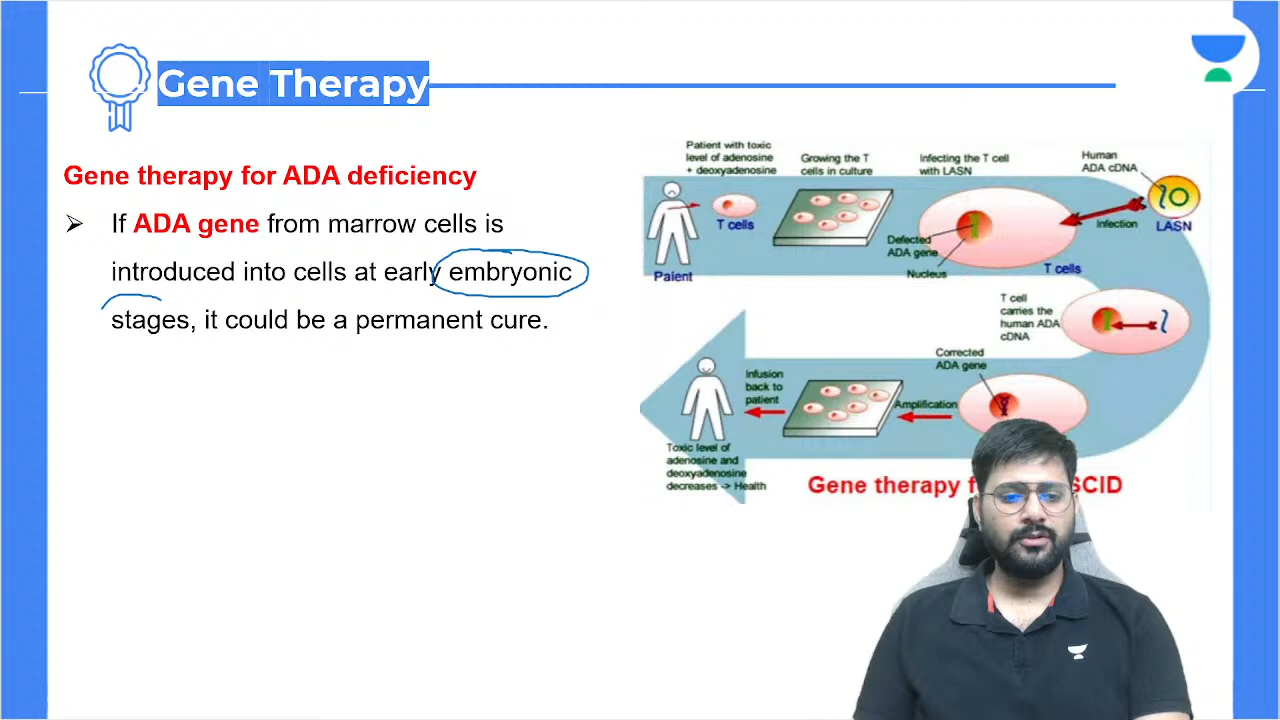 Gene Therapy
Gene therapy for ADA deficiency
➢ If ADA gene from marrow cells is
introduced into cells at early embryonic
stages, it could be a permanent cure.
Patient with toxic
level of adenosine
+ deoxyadenosine
Growing the T
cells in culture
Infecting the T cell
with LASN
Human
ADA cDNA
T cells
Infection
LASN
Defected
ADA gene
Nucleus
T cells
Paient
T cell
carries the
human ADA
cDNA
Corrected
ADA gene
Infusion
back to
patient
Amplification
Toxic level of
adenosine and
deoxyadenosine
decreases -> Health
Gene therapy f
SCID